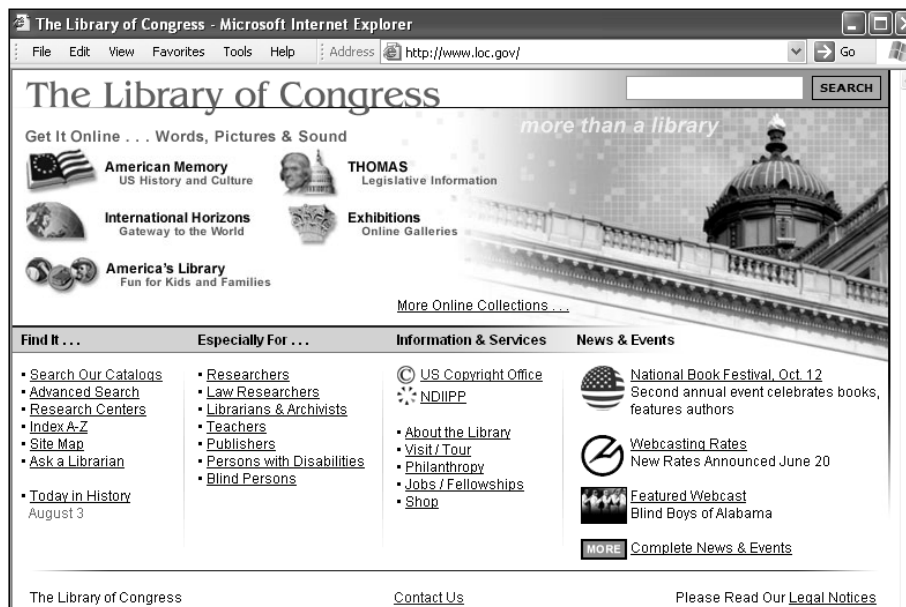 The Library of Congress - Microsoft Internet Explorer
File Edit View Favorites Tools Help Address http://www.loc.gov/ Go
The Library of Congress
SEARCH
Get It Online . . . Words, Pictures & Sound
more than a library
American Memory
US History and Culture
THOMAS
Legislative Information
International Horizons
Gateway to the World
Exhibitions
Online Galleries
America's Library
Fun for Kids and Families
More Online Collections . . .
Find It . . .
▪ Search Our Catalogs
▪ Advanced Search
▪ Research Centers
▪ Index A-Z
▪ Site Map
▪ Ask a Librarian
▪ Today in History
August 3
Especially For . . .
▪ Researchers
▪ Law Researchers
▪ Librarians & Archivists
▪ Teachers
▪ Publishers
▪ Persons with Disabilities
▪ Blind Persons
Information & Services
© US Copyright Office
NDIIPP
▪ About the Library
▪ Visit / Tour
▪ Philanthropy
▪ Jobs / Fellowships
▪ Shop
News & Events
National Book Festival, Oct. 12
Second annual event celebrates books,
features authors
Webcasting Rates
New Rates Announced June 20
Featured Webcast
Blind Boys of Alabama
MORE Complete News & Events
The Library of Congress
Contact Us
Please Read Our Legal Notices